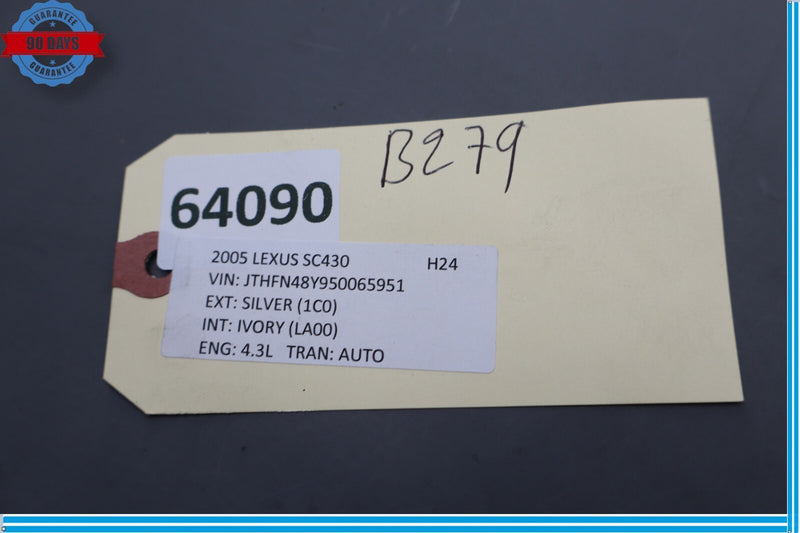 GUARANTEE
90 DAYS
GUARANTEE
B279
64090
2005 LEXUS SC430 H24
VIN: JTHFN48Y950065951
EXT: SILVER (1C0)
INT: IVORY (LA00)
ENG: 4.3L TRAN: AUTO